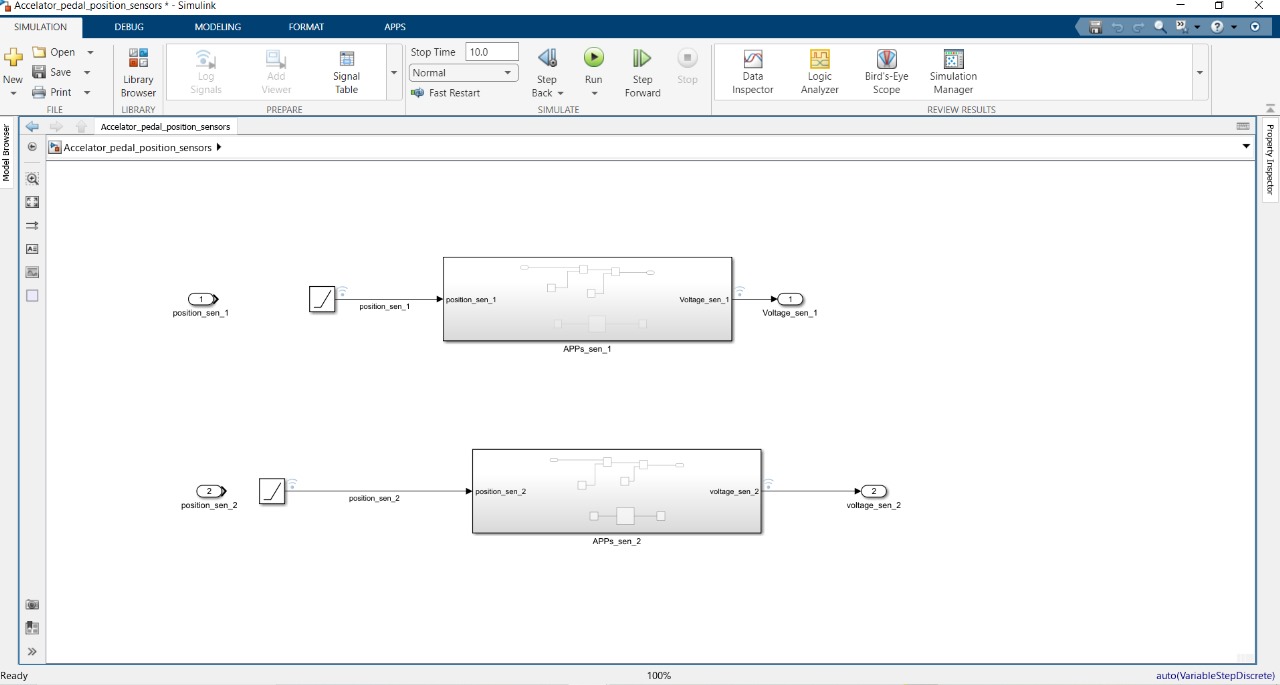 Accelator_pedal_position_sensors * - Simulink
SIMULATION DEBUG MODELING FORMAT APPS
New
Open
Save
Print
FILE
Library Browser
LIBRARY
Log Signals
Add Viewer
Signal Table
PREPARE
Stop Time 10.0
Normal
Fast Restart
Step Back
Run
Step Forward
Stop
SIMULATE
Data Inspector
Logic Analyzer
Bird's-Eye Scope
Simulation Manager
REVIEW RESULTS
Model Browser
Accelator_pedal_position_sensors
Accelator_pedal_position_sensors
Property Inspector
1
position_sen_1
position_sen_1
position_sen_1
Voltage_sen_1
APPs_sen_1
1
Voltage_sen_1
2
position_sen_2
position_sen_2
position_sen_2
voltage_sen_2
APPs_sen_2
2
voltage_sen_2
Ready
100%
auto(VariableStepDiscrete)